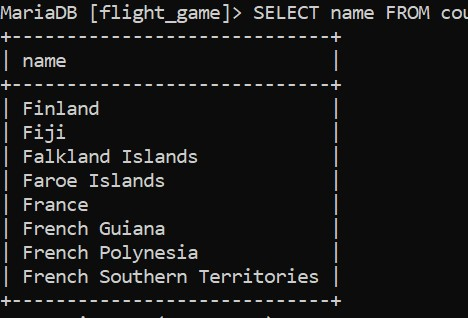 MariaDB [flight_game]> SELECT name FROM cou
+------------------------------+
| name                         |
+------------------------------+
| Finland                      |
| Fiji                         |
| Falkland Islands             |
| Faroe Islands                |
| France                       |
| French Guiana                |
| French Polynesia             |
| French Southern Territories |
+------------------------------+